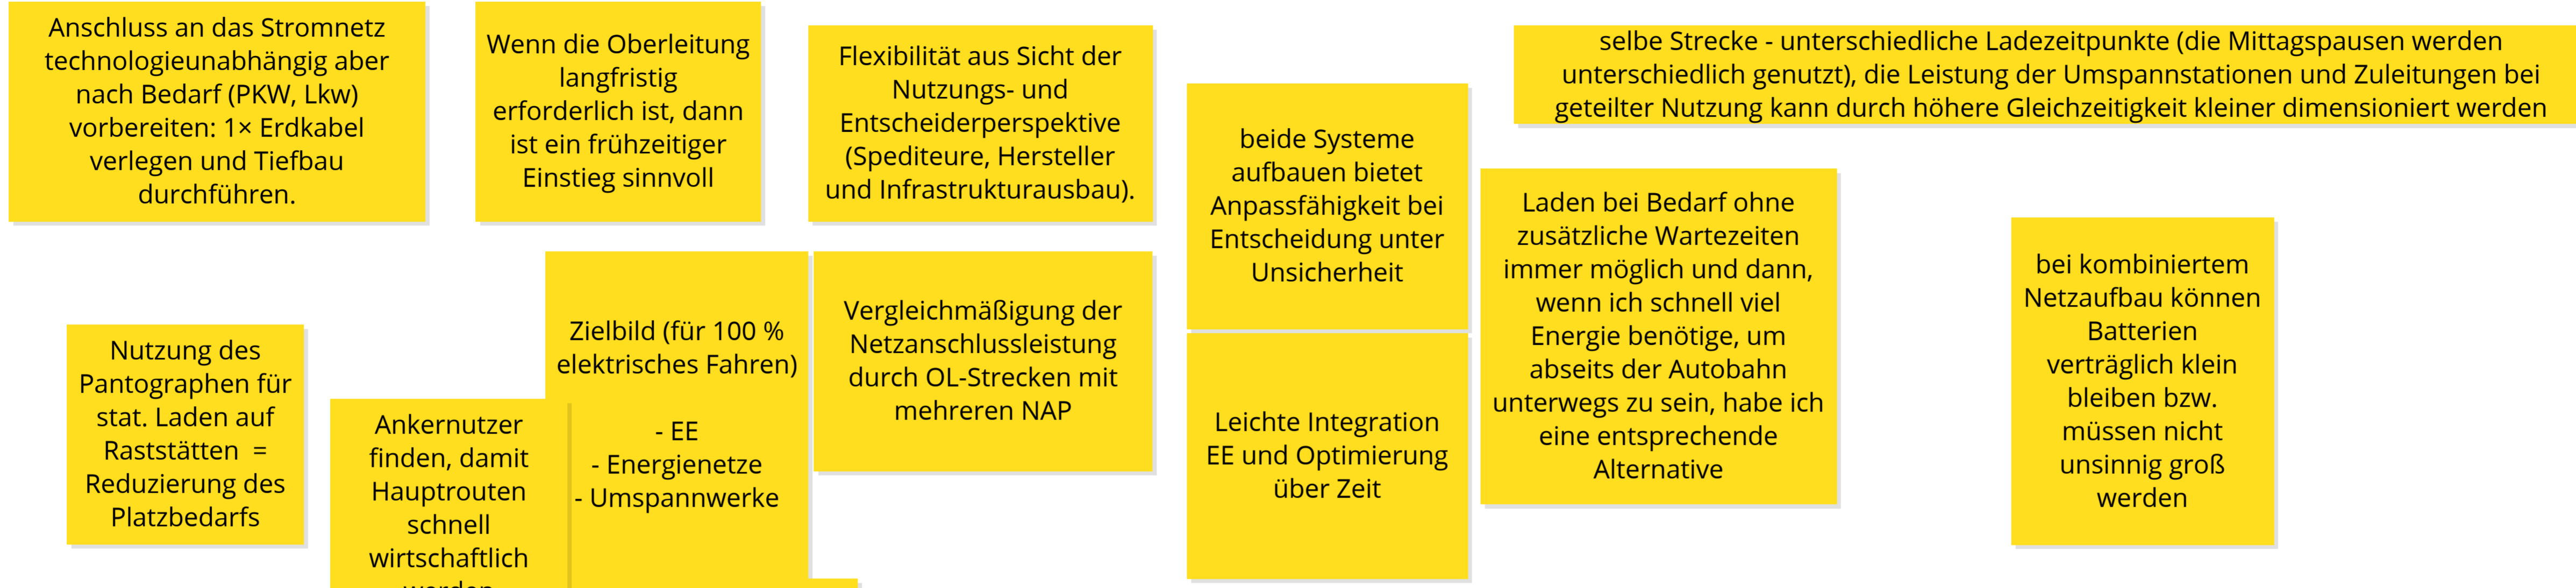 Anschluss an das Stromnetz
technologieunabhängig aber
nach Bedarf (PKW, Lkw)
vorbereiten: 1× Erdkabel
verlegen und Tiefbau
durchführen.
Wenn die Oberleitung
langfristig
erforderlich ist, dann
ist ein frühzeitiger
Einstieg sinnvoll
Flexibilität aus Sicht der
Nutzungs- und
Entscheiderperspektive
(Spediteure, Hersteller
und Infrastrukturausbau).
beide Systeme
aufbauen bietet
Anpassfähigkeit bei
Entscheidung unter
Unsicherheit
selbe Strecke - unterschiedliche Ladezeitpunkte (die Mittagspausen werden
unterschiedlich genutzt), die Leistung der Umspannstationen und Zuleitungen bei
geteilter Nutzung kann durch höhere Gleichzeitigkeit kleiner dimensioniert werden
Nutzung des
Pantographen für
stat. Laden auf
Raststätten =
Reduzierung des
Platzbedarfs
Ankernutzer
finden, damit
Hauptrouten
schnell
wirtschaftlich
werden
Zielbild (für 100 %
elektrisches Fahren)
- EE
- Energienetze
- Umspannwerke
Vergleichmäßigung der
Netzanschlussleistung
durch OL-Strecken mit
mehreren NAP
Leichte Integration
EE und Optimierung
über Zeit
Laden bei Bedarf ohne
zusätzliche Wartezeiten
immer möglich und dann,
wenn ich schnell viel
Energie benötige, um
abseits der Autobahn
unterwegs zu sein, habe ich
eine entsprechende
Alternative
bei kombiniertem
Netzaufbau können
Batterien
verträglich klein
bleiben bzw.
müssen nicht
unsinnig groß
werden